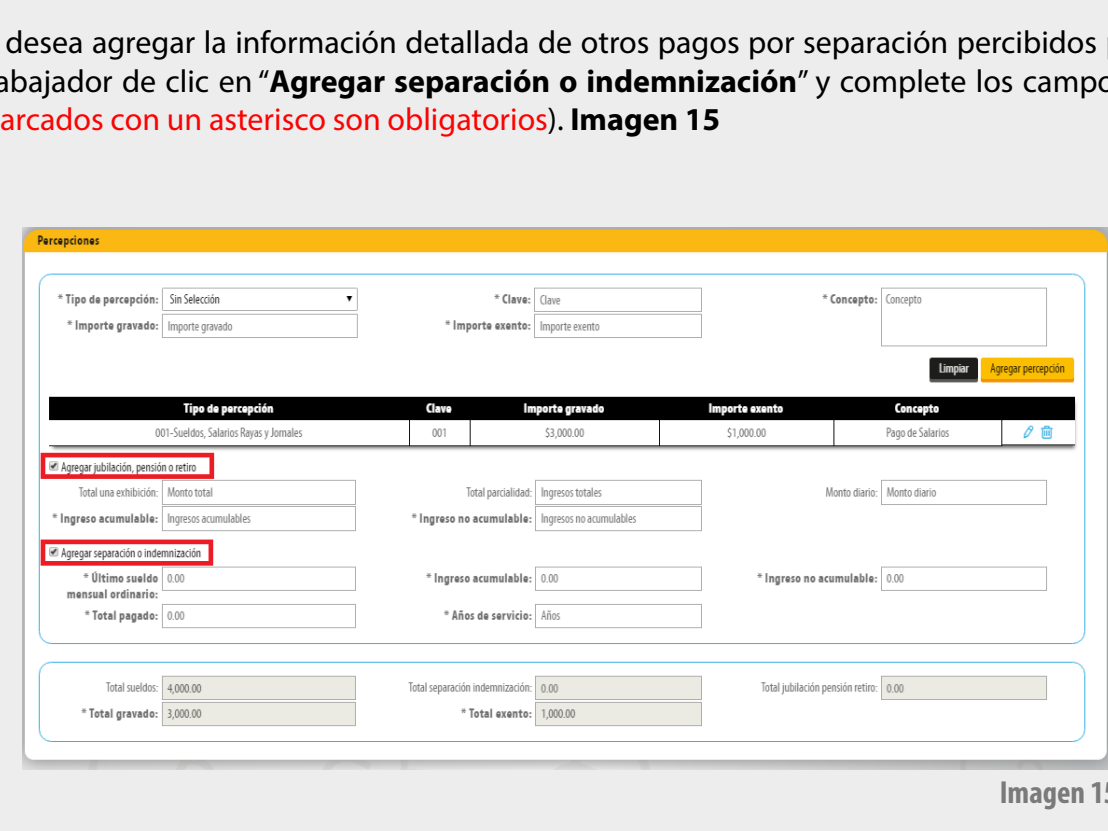 desea agregar la información detallada de otros pagos por separación percibidos
abajador de clic en “Agregar separación o indemnización” y complete los campo
arcados con un asterisco son obligatorios). Imagen 15
Percepciones
* Tipo de percepción: Sin Selección * Clave: Clave * Concepto: Concepto
* Importe gravado: Importe gravado * Importe exento: Importe exento
Limpiar Agregar percepción
Tipo de percepción Clave Importe gravado Importe exento Concepto
001-Sueldos, Salarios Rayas y Jornales 001 $3,000.00 $1,000.00 Pago de Salarios
Agregar jubilación, pensión o retiro
Total una exhibición: Monto total Total parcialidad: Ingresos totales Monto diario: Monto diario
* Ingreso acumulable: Ingresos acumulables * Ingreso no acumulable: Ingresos no acumulables
Agregar separación o indemnización
* Último sueldo mensual ordinario: 0.00 * Ingreso acumulable: 0.00 * Ingreso no acumulable: 0.00
* Total pagado: 0.00 * Años de servicio: Años
Total sueldos: 4,000.00 Total separación indemnización: 0.00 Total jubilación pensión retiro: 0.00
* Total gravado: 3,000.00 * Total exento: 1,000.00
Imagen 15